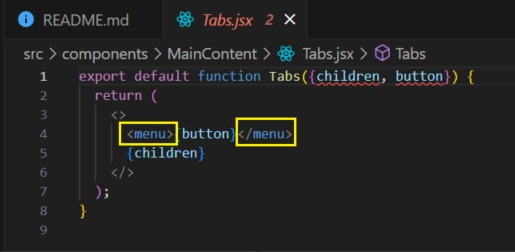 README.md Tabs.jsx 2 ×
src > components > MainContent > Tabs.jsx > Tabs
1 export default function Tabs({children, button}) {
2 return (
3 <>
4 <menu>{button}</menu>
5 {children}
6 </>
7 );
8 }
9